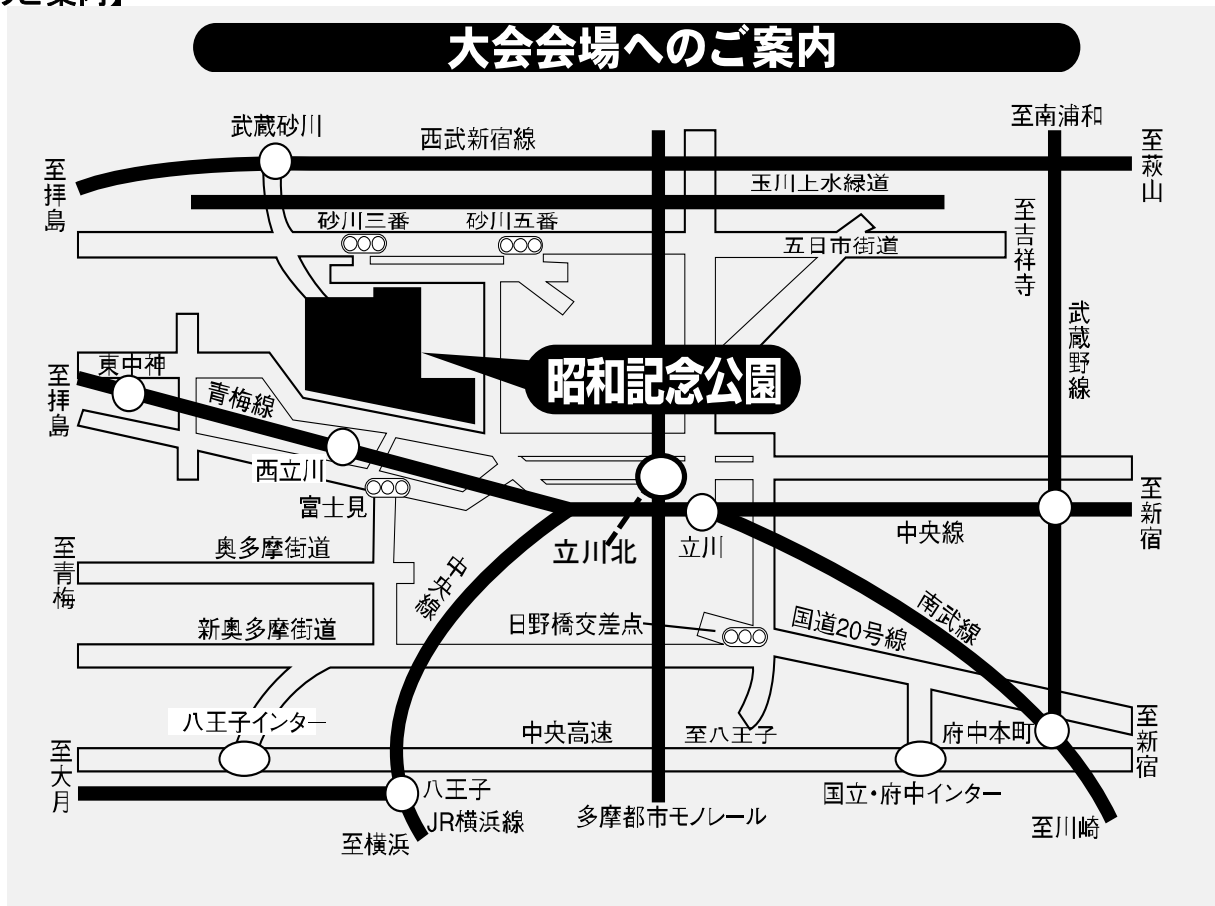 ご案内】
大会会場へのご案内
至南浦和
武蔵砂川
西武新宿線
至萩山
至拝島
玉川上水緑道
砂川三番
砂川五番
至吉祥寺
五日市街道
武蔵野線
東中神
至拝島
昭和記念公園
青梅線
西立川
富士見
至新宿
中央線
立川北
立川
奥多摩街道
至青梅
中央線
南武線
日野橋交差点
国道20号線
新奥多摩街道
八王子インター
中央高速
至八王子
府中本町
至新宿
至大月
八王子
国立・府中インター
JR横浜線
多摩都市モノレール
至川崎
至横浜